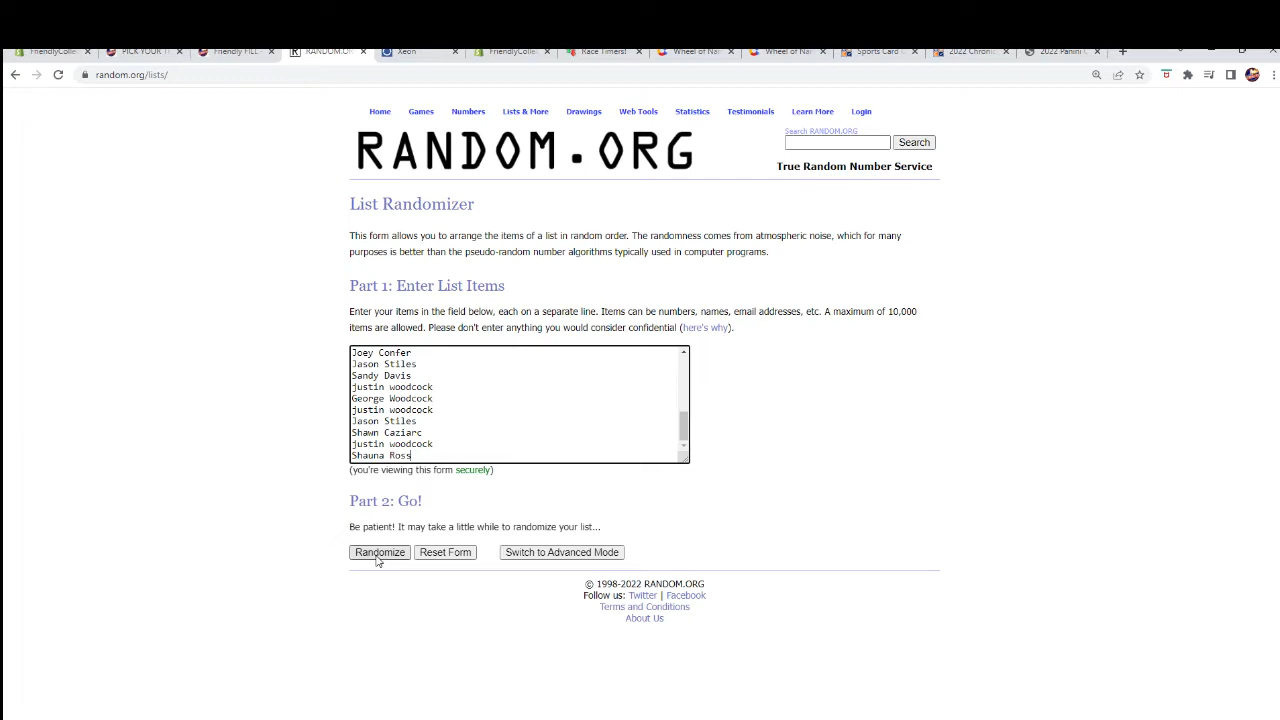 FriendlyColle
PICK YOUR
Friendly FILL -
RANDOM.OR
Xeon
FriendlyColle
Race Timers!
Wheel of Na
Wheel of Na
Sports Card
2022 Chroni
2022 Panini C
random.org/lists/
Home Games Numbers Lists & More Drawings Web Tools Statistics Testimonials Learn More Login
RANDOM.ORG
Search RANDOM.ORG
Search
True Random Number Service
List Randomizer
This form allows you to arrange the items of a list in random order. The randomness comes from atmospheric noise, which for many
purposes is better than the pseudo-random number algorithms typically used in computer programs.
Part 1: Enter List Items
Enter your items in the field below, each on a separate line. Items can be numbers, names, email addresses, etc. A maximum of 10,000
items are allowed. Please don't enter anything you would consider confidential (here's why).
Joey Confer
Jason Stiles
Sandy Davis
justin woodcock
George Woodcock
justin woodcock
Jason Stiles
Shawn Caziarc
justin woodcock
Shauna Ross
(you're viewing this form securely)
Part 2: Go!
Be patient! It may take a little while to randomize your list...
Randomize Reset Form Switch to Advanced Mode
© 1998-2022 RANDOM.ORG
Follow us: Twitter | Facebook
Terms and Conditions
About Us